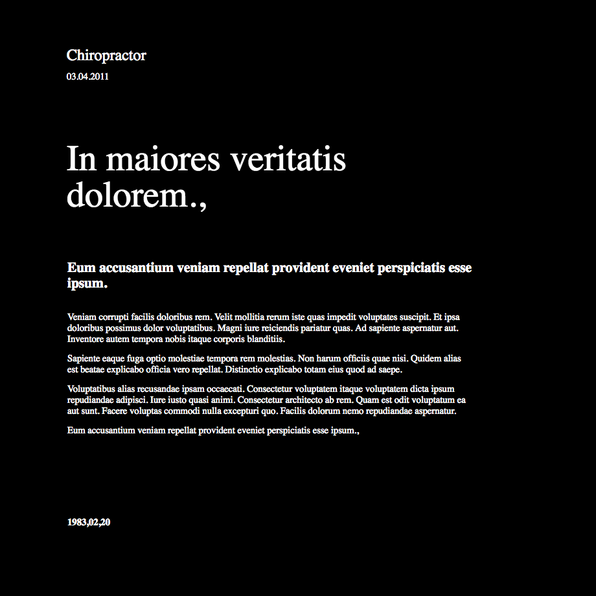 Chiropractor
03.04.2011
In maiores veritatis
dolorem.,
Eum accusantium veniam repellat provident eveniet perspiciatis esse
ipsum.
Veniam corrupti facilis doloribus rem. Velit mollitia rerum iste quas impedit voluptates suscipit. Et ipsa
doloribus possimus dolor voluptatibus. Magni iure reiciendis pariatur quas. Ad sapiente aspernatur aut.
Inventore autem tempora nobis itaque corporis blanditiis.
Sapiente eaque fuga optio molestiae tempora rem molestias. Non harum officiis quae nisi. Quidem alias
est beatae explicabo officia vero repellat. Distinctio explicabo totam eius quod ad saepe.
Voluptatibus alias recusandae ipsam occaecati. Consectetur voluptatem itaque voluptatem dicta ipsum
repudiandae adipisci. Iure iusto quasi animi. Consectetur architecto ab rem. Quam est odit voluptatum ea
aut sunt. Facere voluptas commodi nulla excepturi quo. Facilis dolorum nemo repudiandae aspernatur.
Eum accusantium veniam repellat provident eveniet perspiciatis esse ipsum.,
1983,02,20